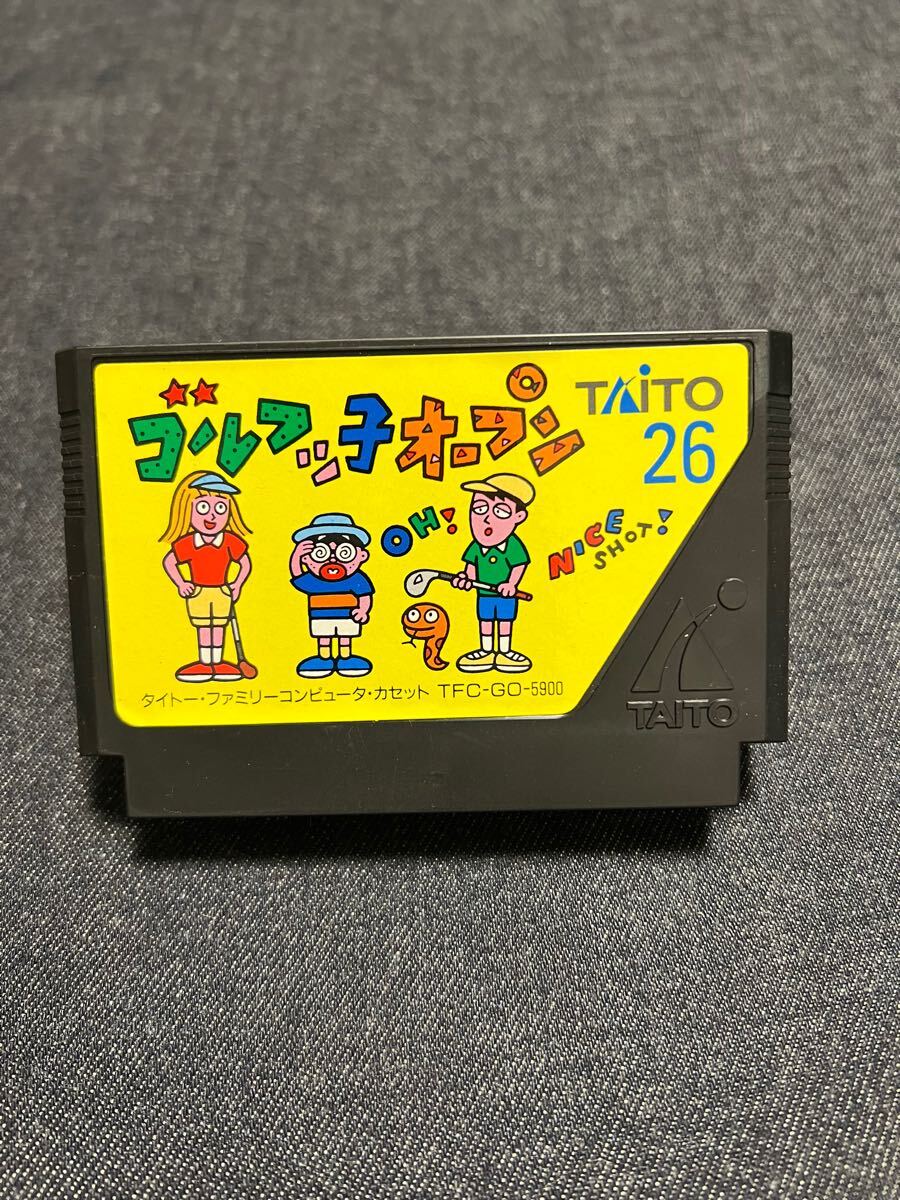 ゴルフッ子オープン
TAITO
26
OH!
NICE
SHOT!
タイトー・ファミリーコンピュータ・カセット TFC-GO-5900
TAITO